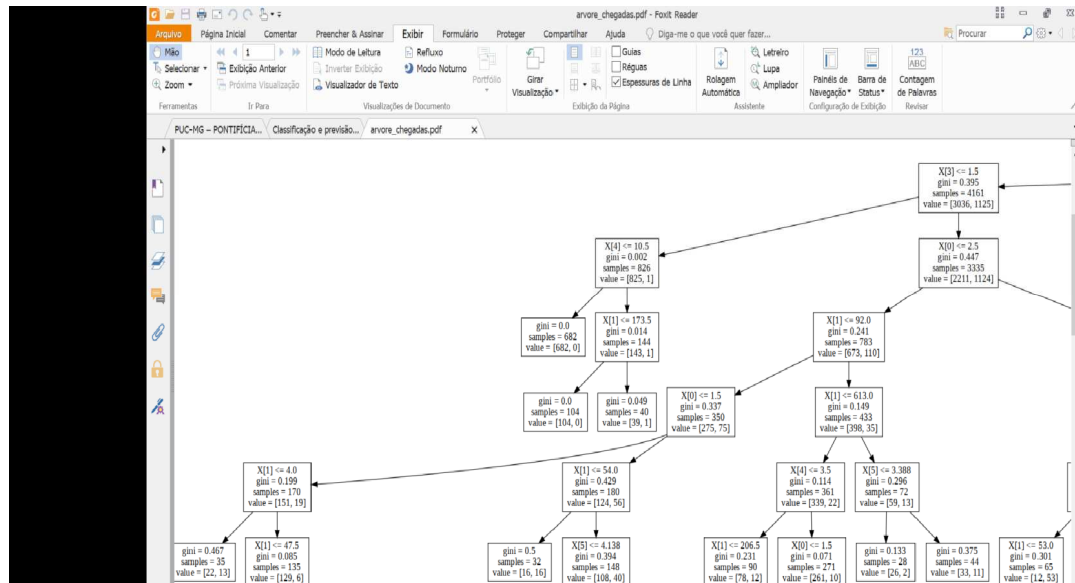 arvore_chegadas.pdf - Foxit Reader
Arquivo Página Inicial Comentar Preencher & Assinar Exibir Formulário Proteger Compartilhar Ajuda Diga-me o que você quer fazer... Procurar
Mão
Selecionar
Zoom
Ferramentas
1
Exibição Anterior
Próxima Visualização
Ir Para
Modo de Leitura
Inverter Exibição
Visualizador de Texto
Refluxo
Modo Noturno
Portfólio
Visualizações de Documento
Girar
Visualização
Guias
Réguas
Espessuras de Linha
Exibição da Página
Rolagem
Automática
Letreiro
Lupa
Ampliador
Assistente
Painéis de
Navegação
Barra de
Status
Configuração de Exibição
123
ABC
Contagem
de Palavras
Revisar
PUC-MG – PONTIFÍCIA... Classificação e previsão... arvore_chegadas.pdf X
X[3] <= 1.5
gini = 0.395
samples = 4161
value = [3036, 1125]
X[4] <= 10.5
gini = 0.002
samples = 826
value = [825, 1]
X[0] <= 2.5
gini = 0.447
samples = 3335
value = [2211, 1124]
gini = 0.0
samples = 682
value = [682, 0]
X[1] <= 173.5
gini = 0.014
samples = 144
value = [143, 1]
X[1] <= 92.0
gini = 0.241
samples = 783
value = [673, 110]
gini = 0.0
samples = 104
value = [104, 0]
gini = 0.049
samples = 40
value = [39, 1]
X[0] <= 1.5
gini = 0.337
samples = 350
value = [275, 75]
X[1] <= 613.0
gini = 0.149
samples = 433
value = [398, 35]
X[1] <= 4.0
gini = 0.199
samples = 170
value = [151, 19]
X[1] <= 54.0
gini = 0.429
samples = 180
value = [124, 56]
X[4] <= 3.5
gini = 0.114
samples = 361
value = [339, 22]
X[5] <= 3.388
gini = 0.296
samples = 72
value = [59, 13]
gini = 0.467
samples = 35
value = [22, 13]
X[1] <= 47.5
gini = 0.085
samples = 135
value = [129, 6]
gini = 0.5
samples = 32
value = [16, 16]
X[5] <= 4.138
gini = 0.394
samples = 148
value = [108, 40]
X[1] <= 206.5
gini = 0.231
samples = 90
value = [78, 12]
X[0] <= 1.5
gini = 0.071
samples = 271
value = [261, 10]
gini = 0.133
samples = 28
value = [26, 2]
gini = 0.375
samples = 44
value = [33, 11]
X[1] <= 53.0
gini = 0.301
samples = 65
value = [12, 53]